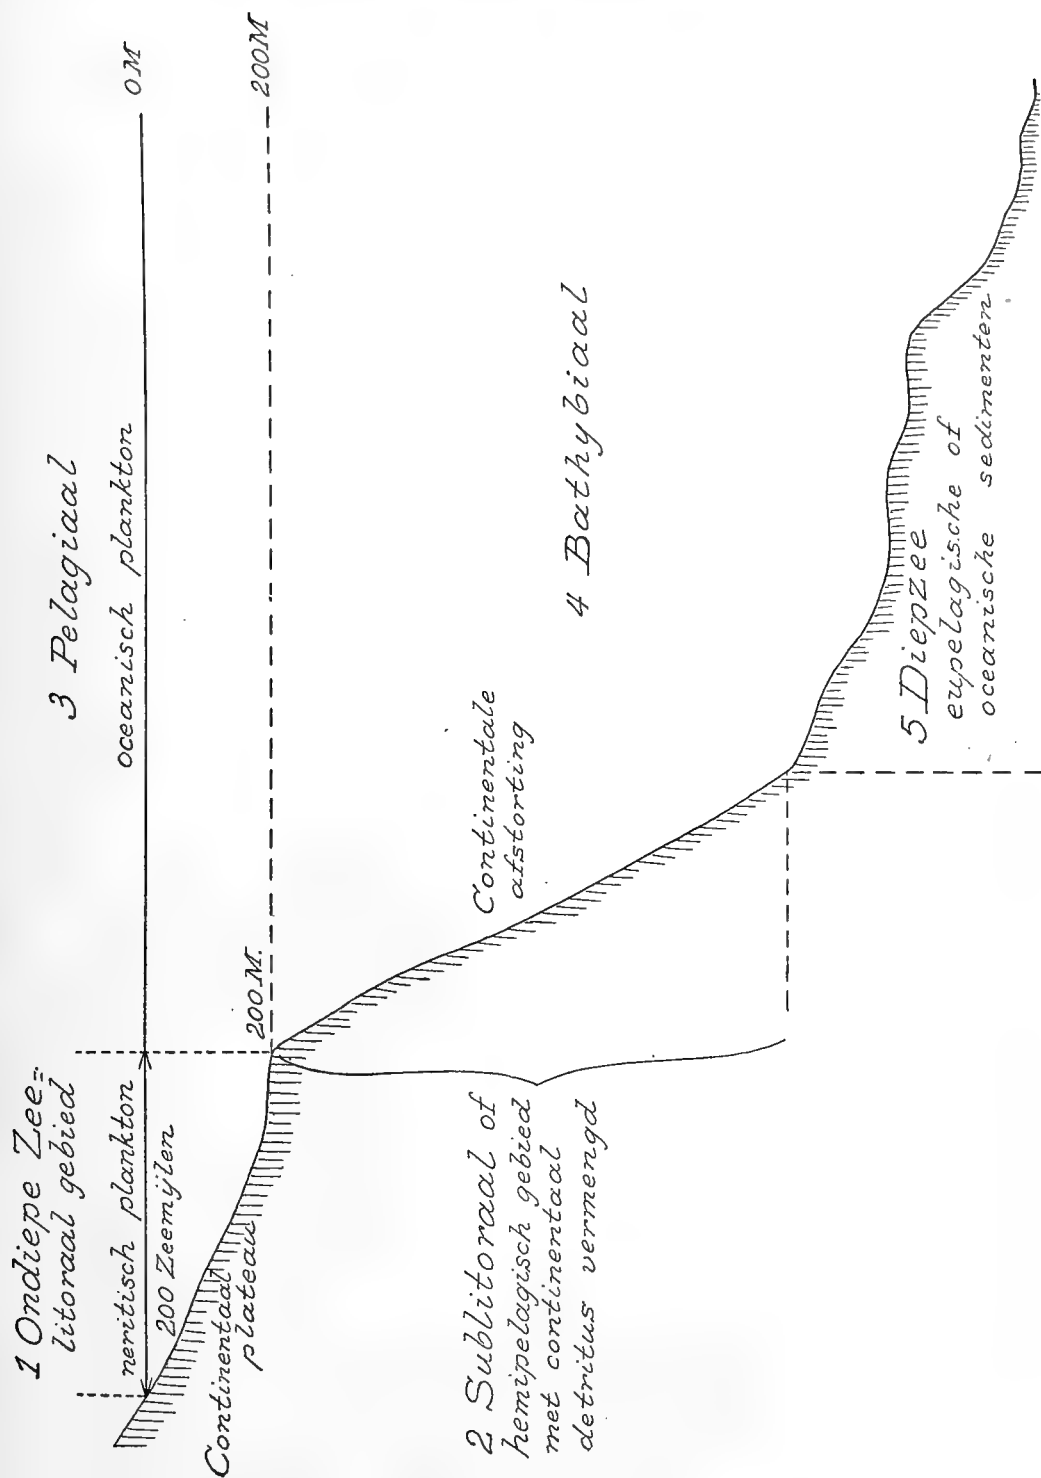 1 Ondiepe Zee=
litoraal gebied
neritisch plankton
200 Zeemijlen
Continentaal
plateau
200 M.
3 Pelagiaal
oceanisch plankton
0 M
200 M
2 Sublitoraal of
hemipelagisch gebied
met continentaal
detritus vermengd
Continentale
afstorting
4 Bathybiaal
5 Diepzee
eupelagische of
oceanische sedimenten